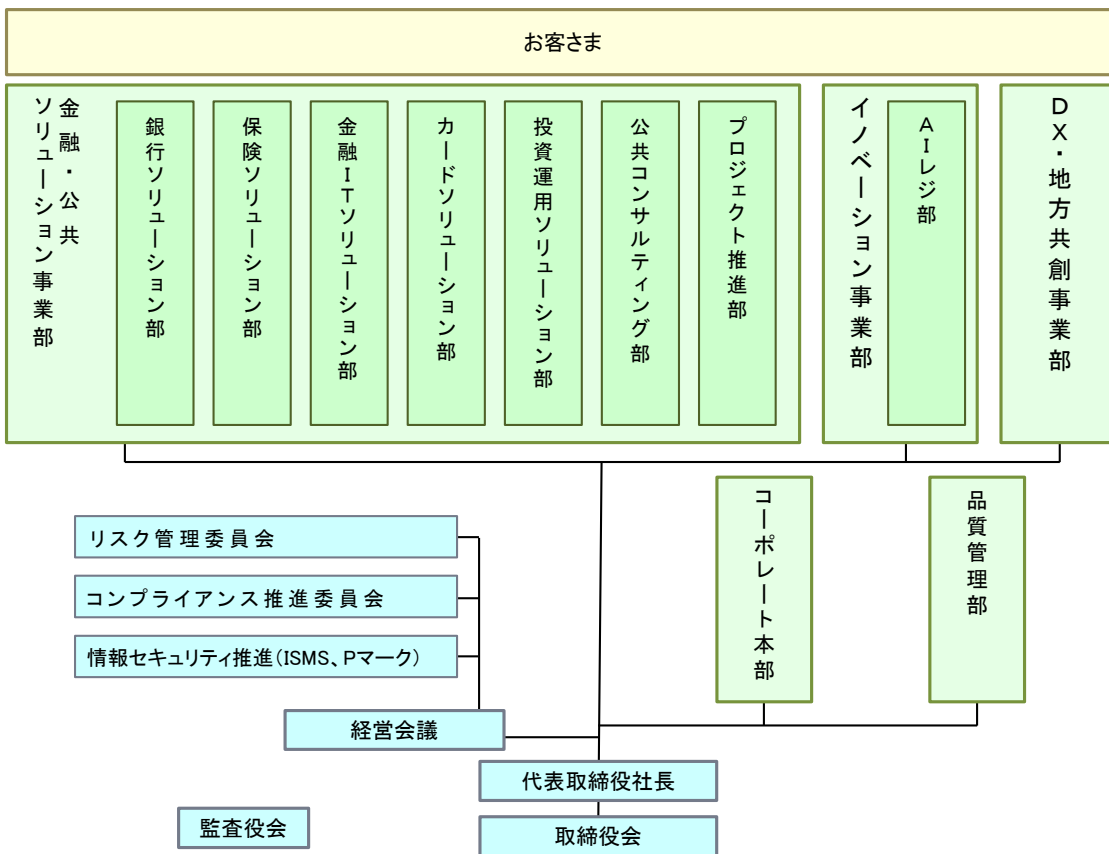 お客さま
金融・公共
ソリューション事業部
銀行ソリューション部
保険ソリューション部
金融ITソリューション部
カードソリューション部
投資運用ソリューション部
公共コンサルティング部
プロジェクト推進部
イノベーション事業部
AIレジ部
DX・地方共創事業部
コーポレート本部
品質管理部
リスク管理委員会
コンプライアンス推進委員会
情報セキュリティ推進(ISMS、Pマーク)
経営会議
代表取締役社長
監査役会
取締役会